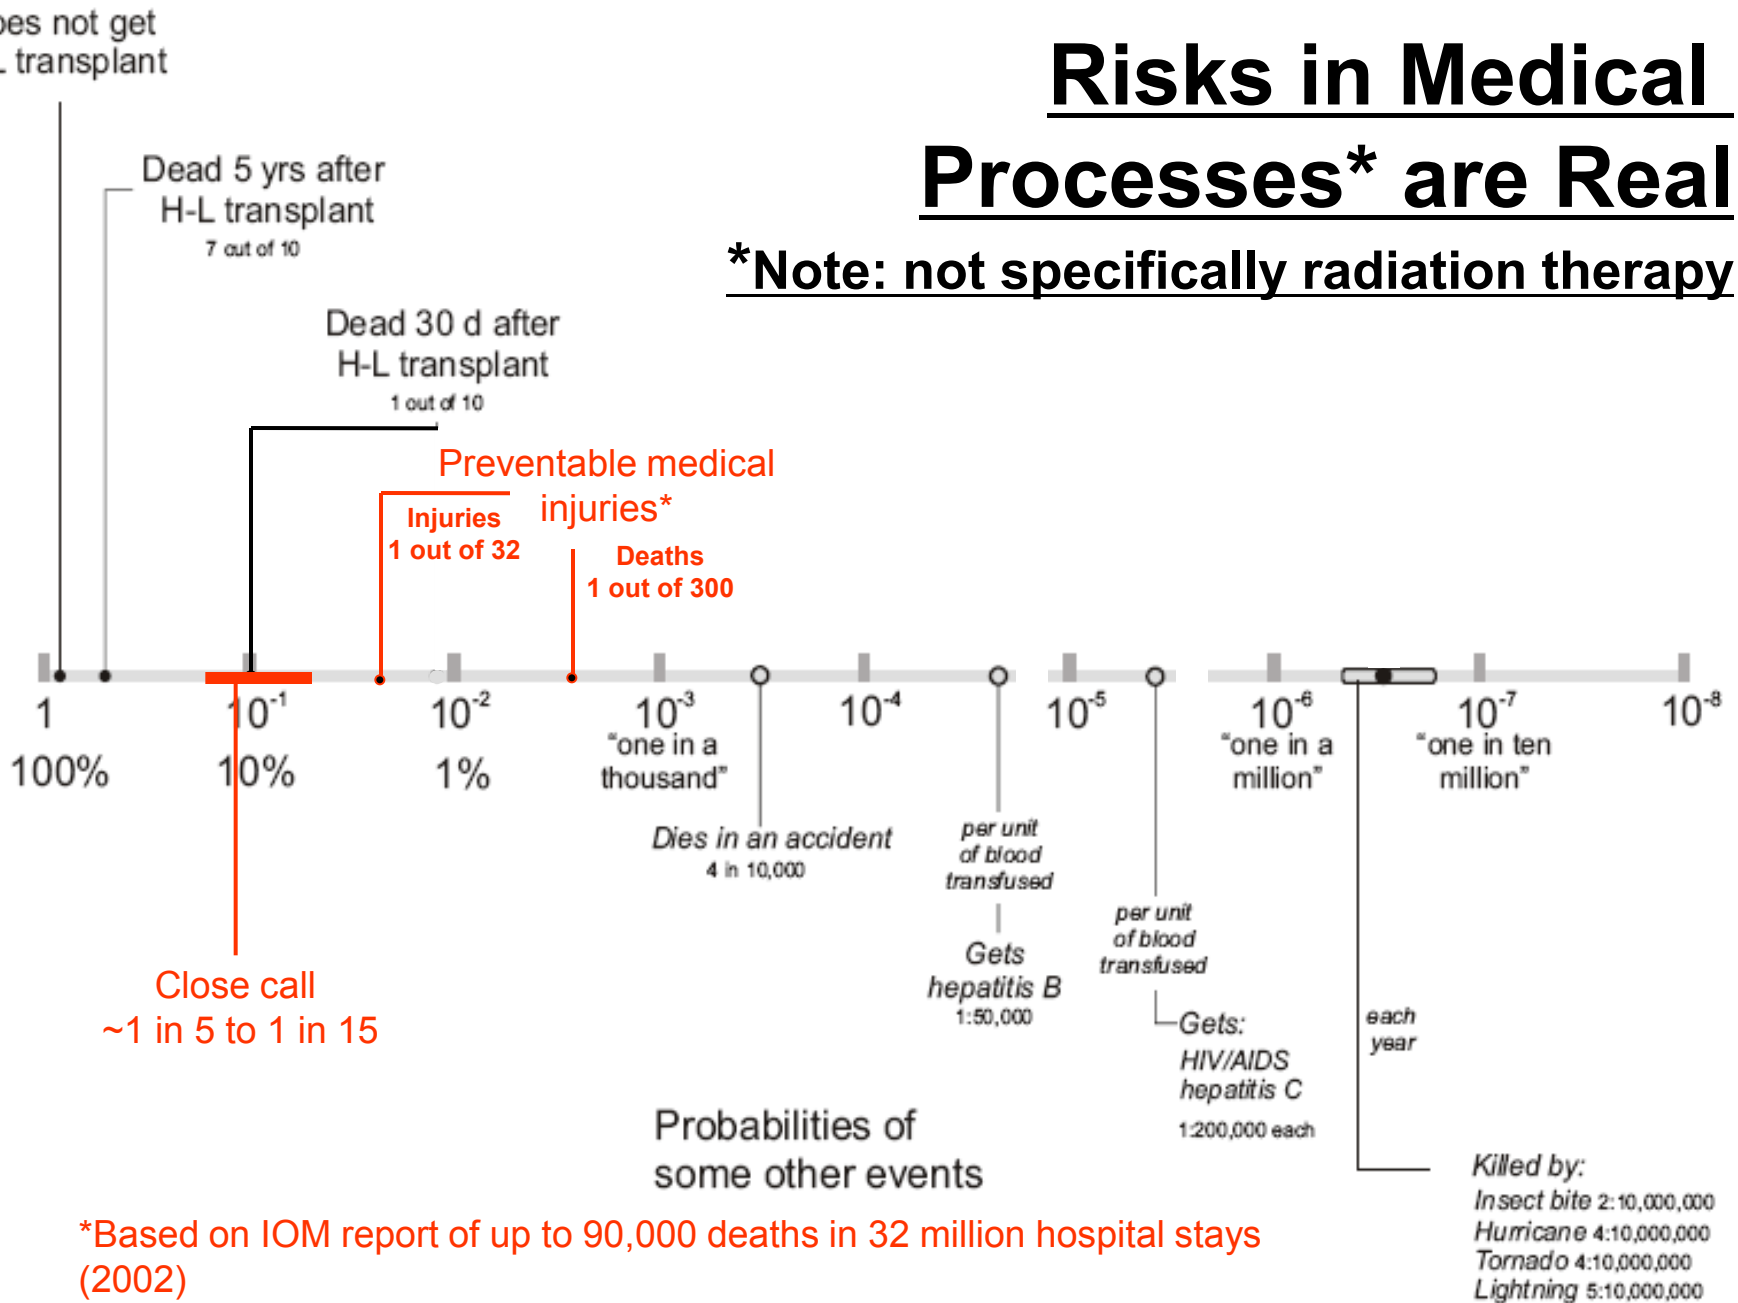 Risks in Medical
Processes* are Real
*Note: not specifically radiation therapy
not get
transplant
Dead 5 yrs after
H-L transplant
7 out of 10
Dead 30 d after
H-L transplant
1 out of 10
Preventable medical
injuries*
Injuries
1 out of 32
Deaths
1 out of 300
1
10⁻¹
10⁻²
10⁻³
10⁻⁴
10⁻⁵
10⁻⁶
10⁻⁷
10⁻⁸
100%
10%
1%
“one in a
thousand”
“one in a
million”
“one in ten
million”
Dies in an accident
4 in 10,000
per unit
of blood
transfused
Gets
hepatitis B
1:50,000
per unit
of blood
transfused
Gets:
HIV/AIDS
hepatitis C
1:200,000 each
each
year
Killed by:
Insect bite 2:10,000,000
Hurricane 4:10,000,000
Tornado 4:10,000,000
Lightning 5:10,000,000
Close call
~1 in 5 to 1 in 15
Probabilities of
some other events
*Based on IOM report of up to 90,000 deaths in 32 million hospital stays
(2002)